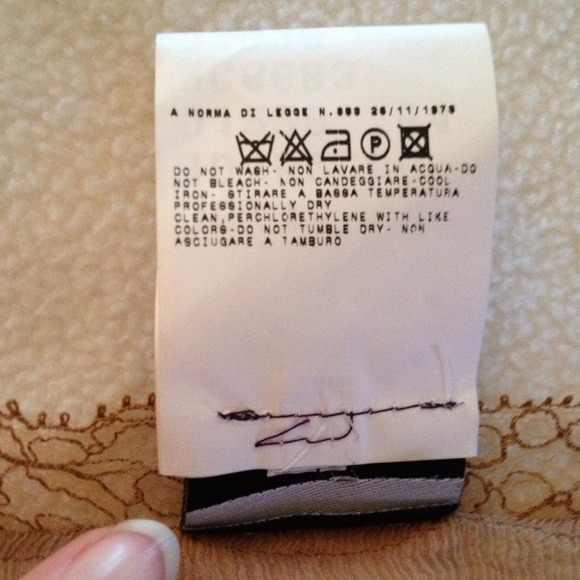 A NORMA DI LEGGE N.883 26/11/1973
P
DO NOT WASH- NON LAVARE IN ACQUA-DO
NOT BLEACH- NON CANDEGGIARE-COOL
IRON- STIRARE A BASSA TEMPERATURA
PROFESSIONALLY DRY
CLEAN,PERCHLORETHYLENE WITH LIKE
COLORS-DO NOT TUMBLE DRY- NON
ASCIUGARE A TAMBURO